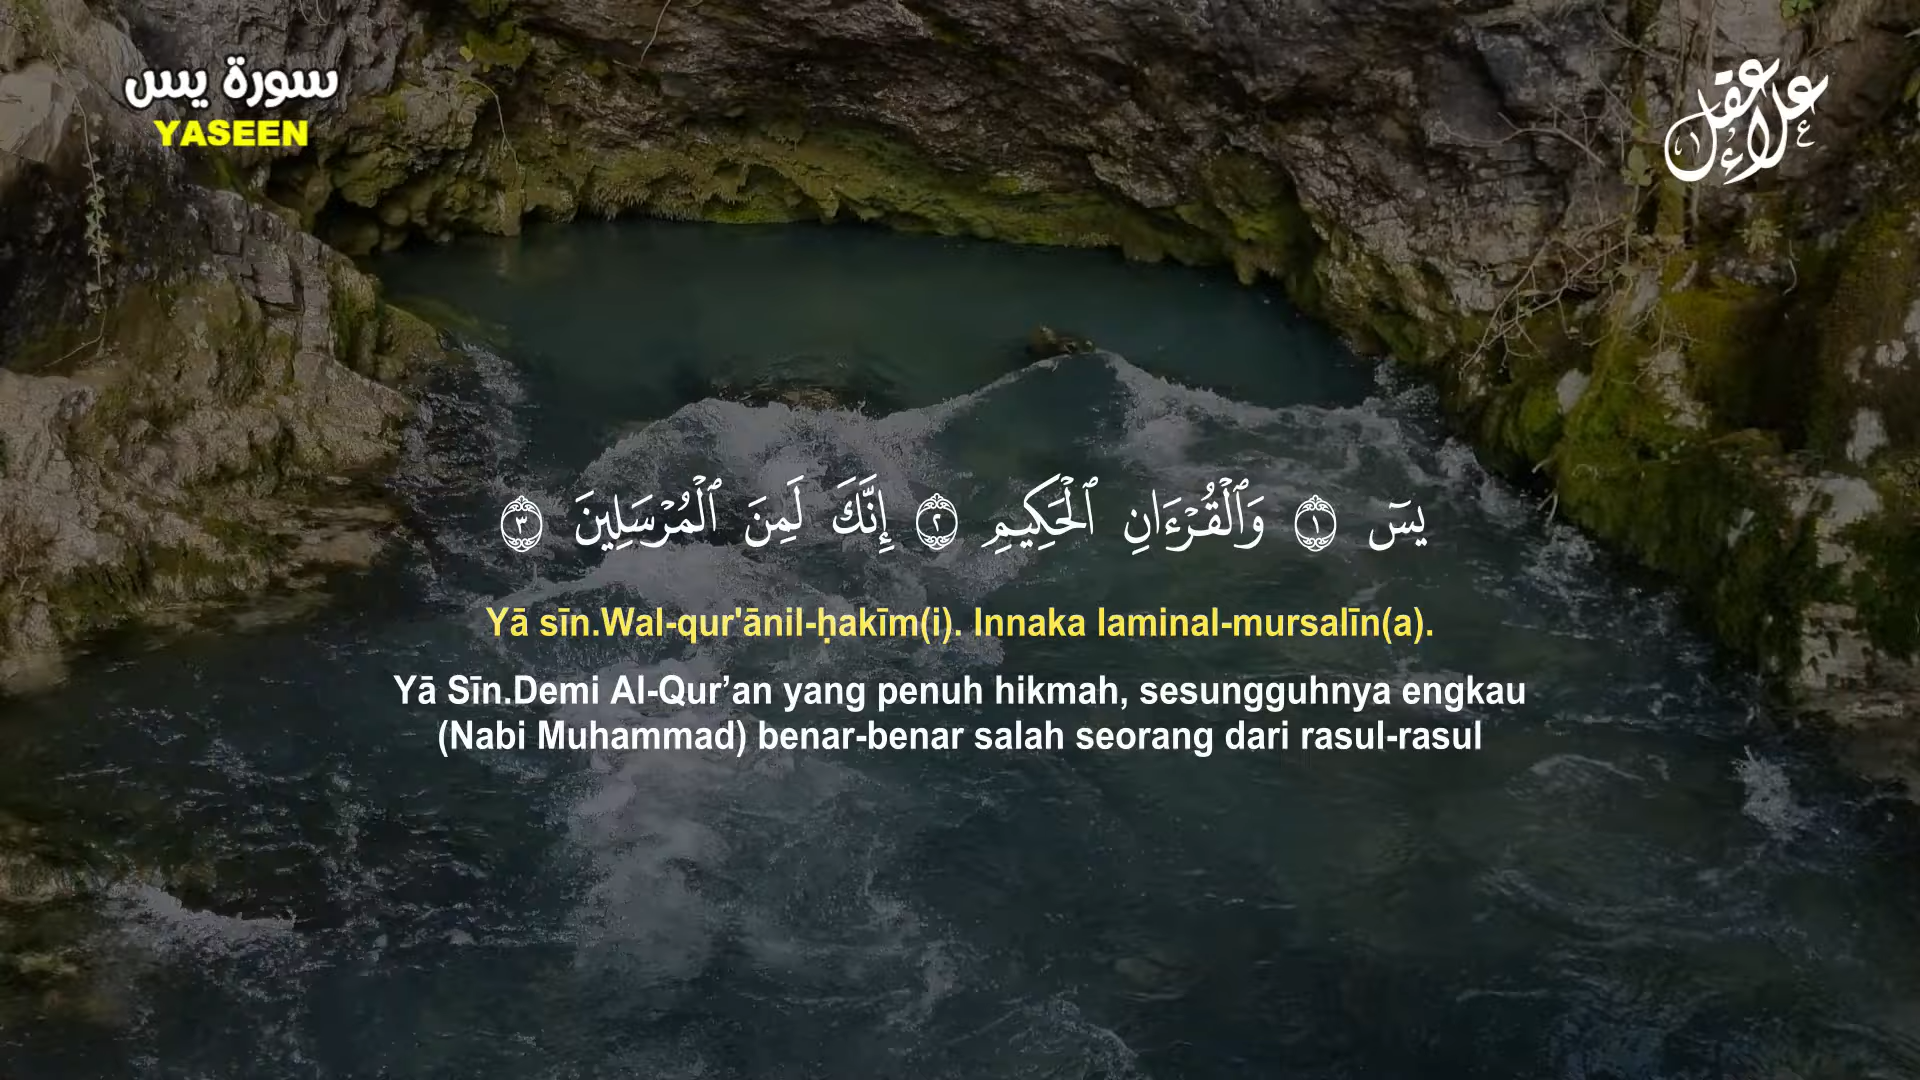 سورة يس
YASEEN
علاء عقل
يسٓ ۝١ وَٱلْقُرْءَانِ ٱلْحَكِيمِ ۝٢ إِنَّكَ لَمِنَ ٱلْمُرْسَلِينَ ۝٣
Yā sīn.Wal-qur'ānil-ḥakīm(i). Innaka laminal-mursalīn(a).
Yā Sīn.Demi Al-Qur’an yang penuh hikmah, sesungguhnya engkau
(Nabi Muhammad) benar-benar salah seorang dari rasul-rasul